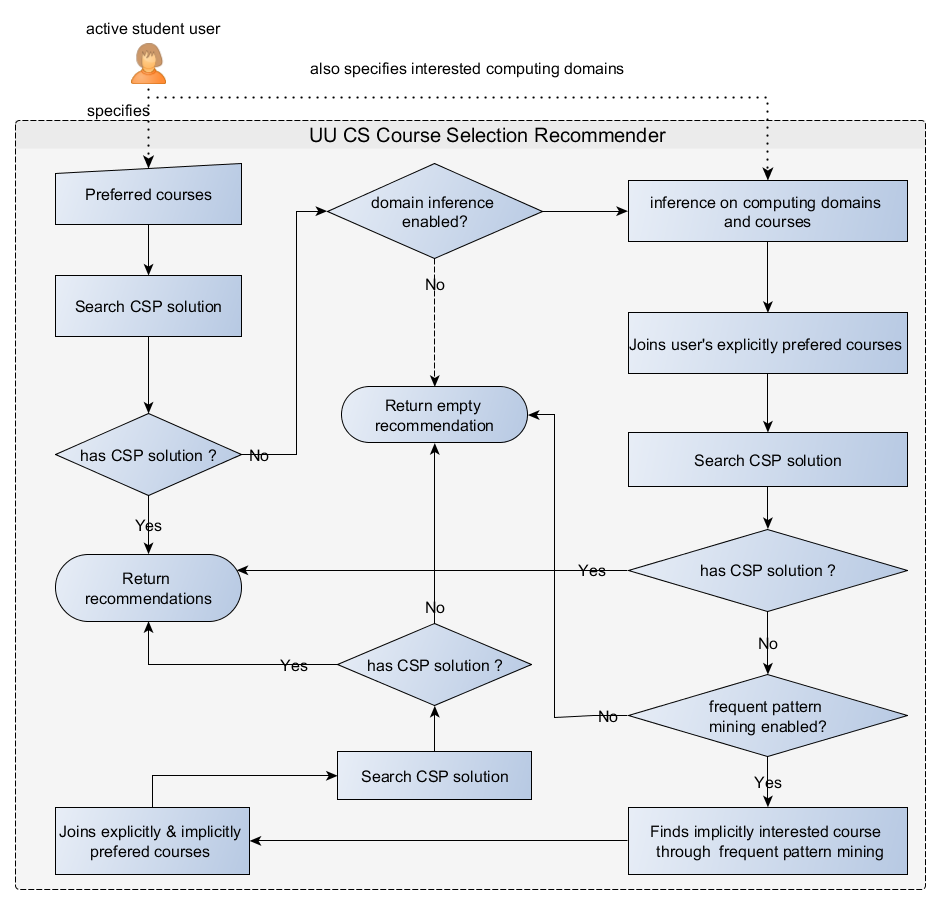 active student user
also specifies interested computing domains
specifies
UU CS Course Selection Recommender
Preferred courses
domain inference
enabled?
inference on computing domains
and courses
No
Search CSP solution
Joins user's explicitly prefered courses
Return empty
recommendation
has CSP solution ?
No
Search CSP solution
Yes
Return
recommendations
Yes
has CSP solution ?
No
No
Yes
has CSP solution ?
No
frequent pattern
mining enabled?
Search CSP solution
Yes
Joins explicitly & implicitly
prefered courses
Finds implicitly interested course
through frequent pattern mining